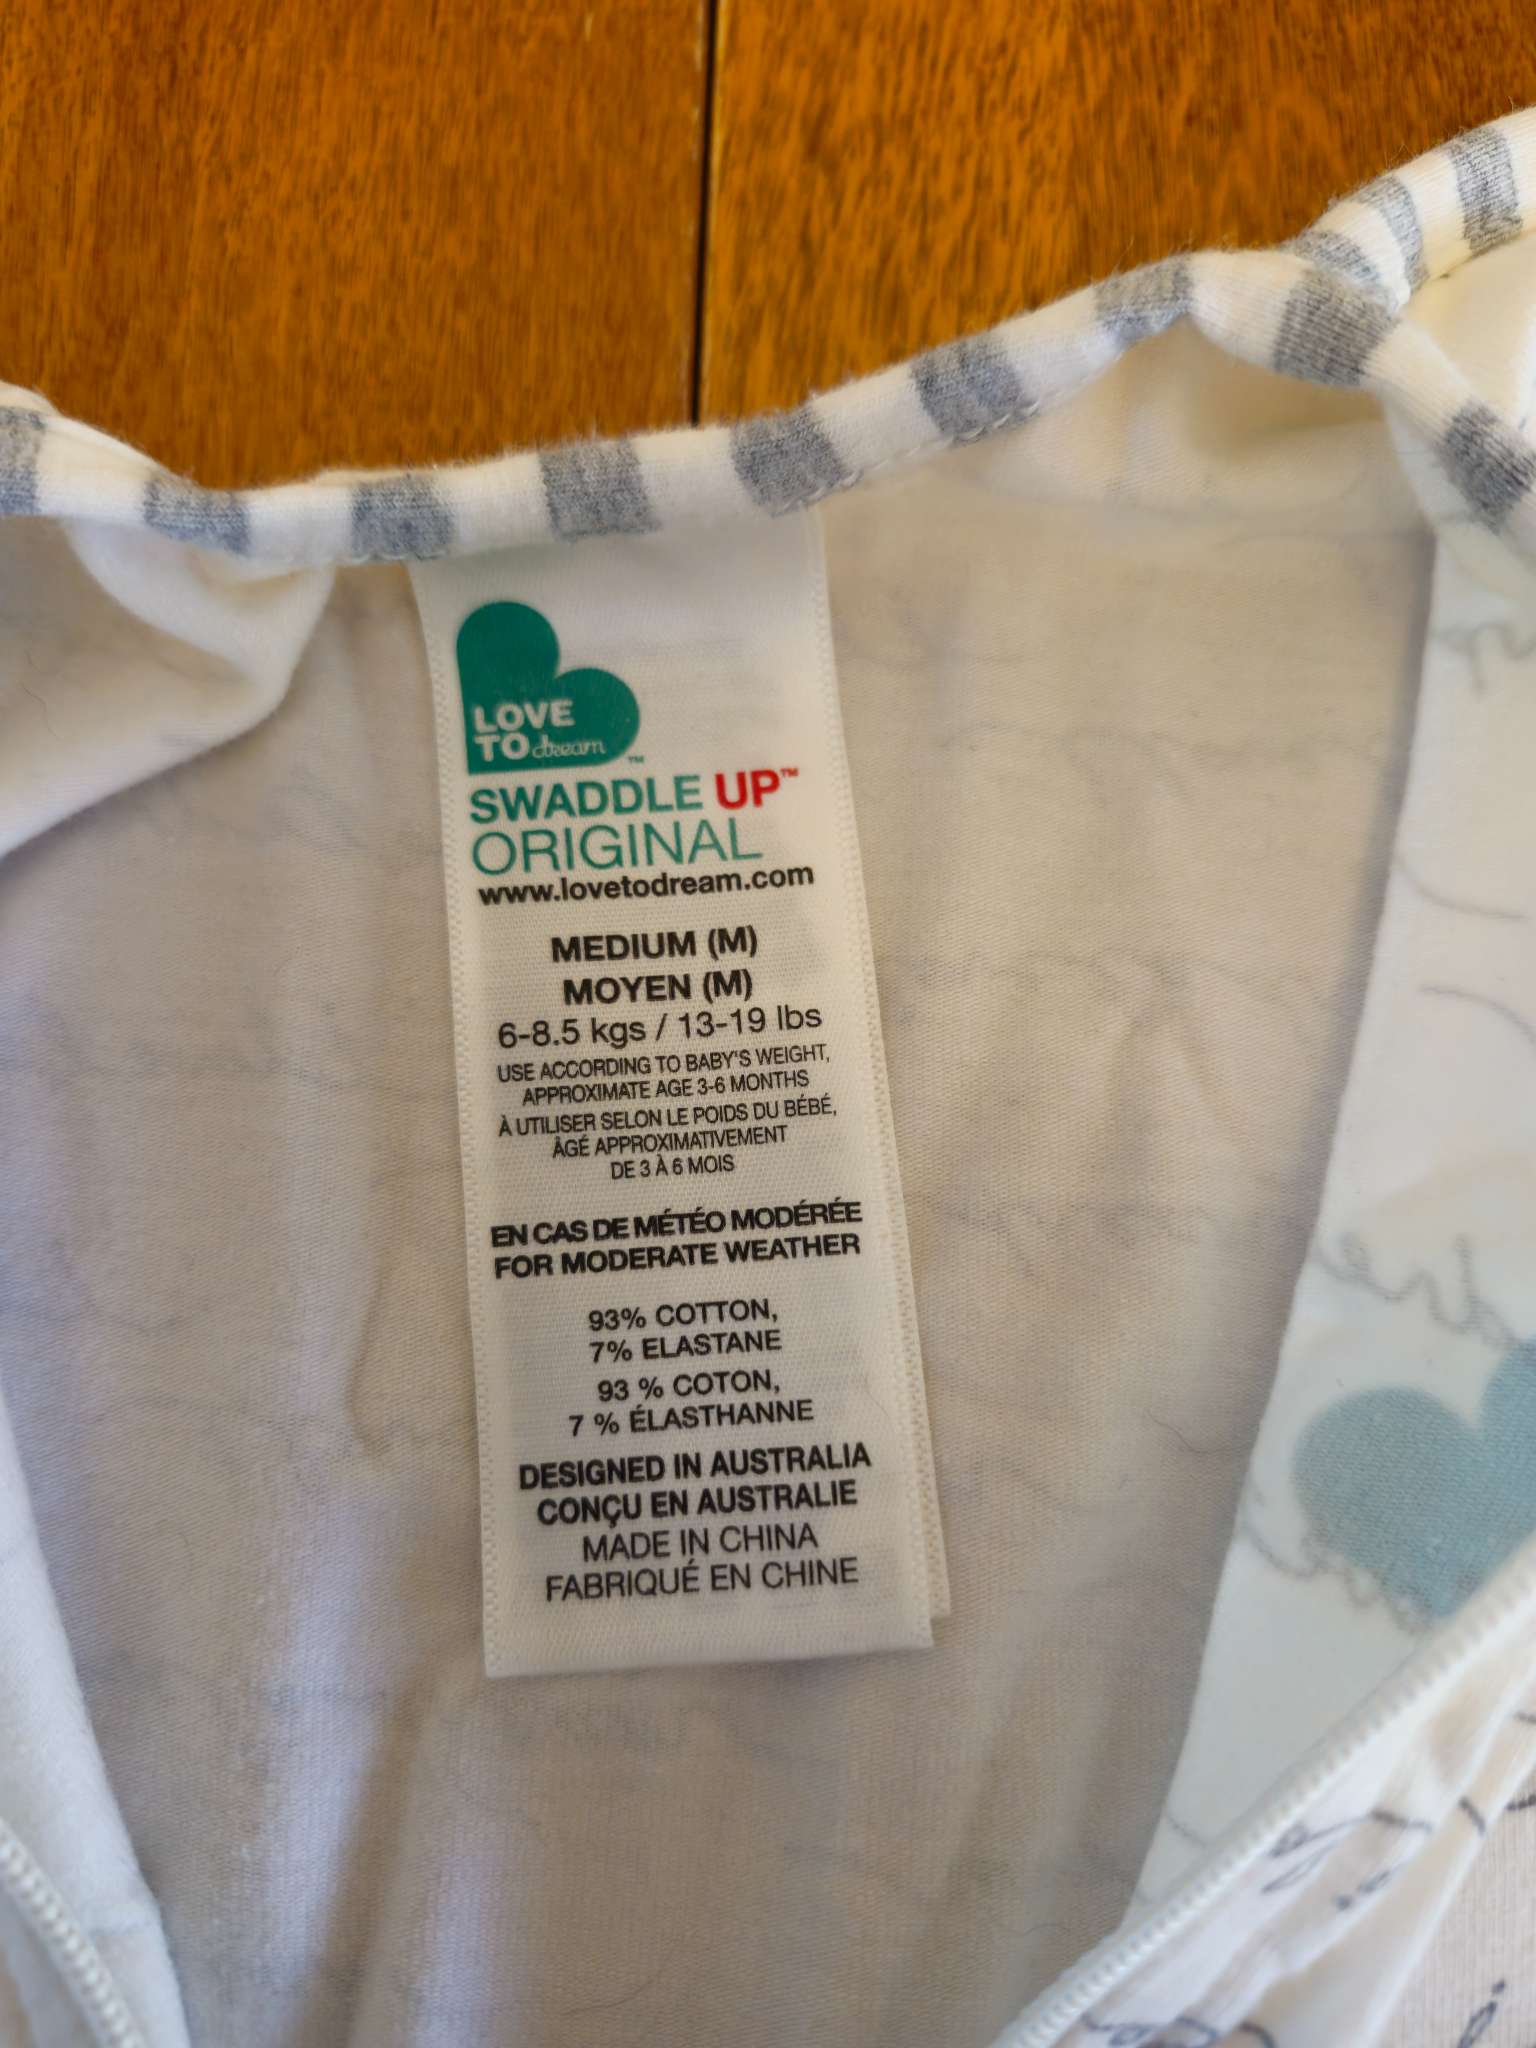 LOVE
TO dream™
SWADDLE UP™
ORIGINAL
www.lovetodream.com
MEDIUM (M)
MOYEN (M)
6-8.5 kgs / 13-19 lbs
USE ACCORDING TO BABY'S WEIGHT,
APPROXIMATE AGE 3-6 MONTHS
À UTILISER SELON LE POIDS DU BÉBÉ,
ÂGÉ APPROXIMATIVEMENT
DE 3 À 6 MOIS
EN CAS DE MÉTÉO MODÉRÉE
FOR MODERATE WEATHER
93% COTTON,
7% ELASTANE
93 % COTON,
7 % ÉLASTHANNE
DESIGNED IN AUSTRALIA
CONÇU EN AUSTRALIE
MADE IN CHINA
FABRIQUÉ EN CHINE